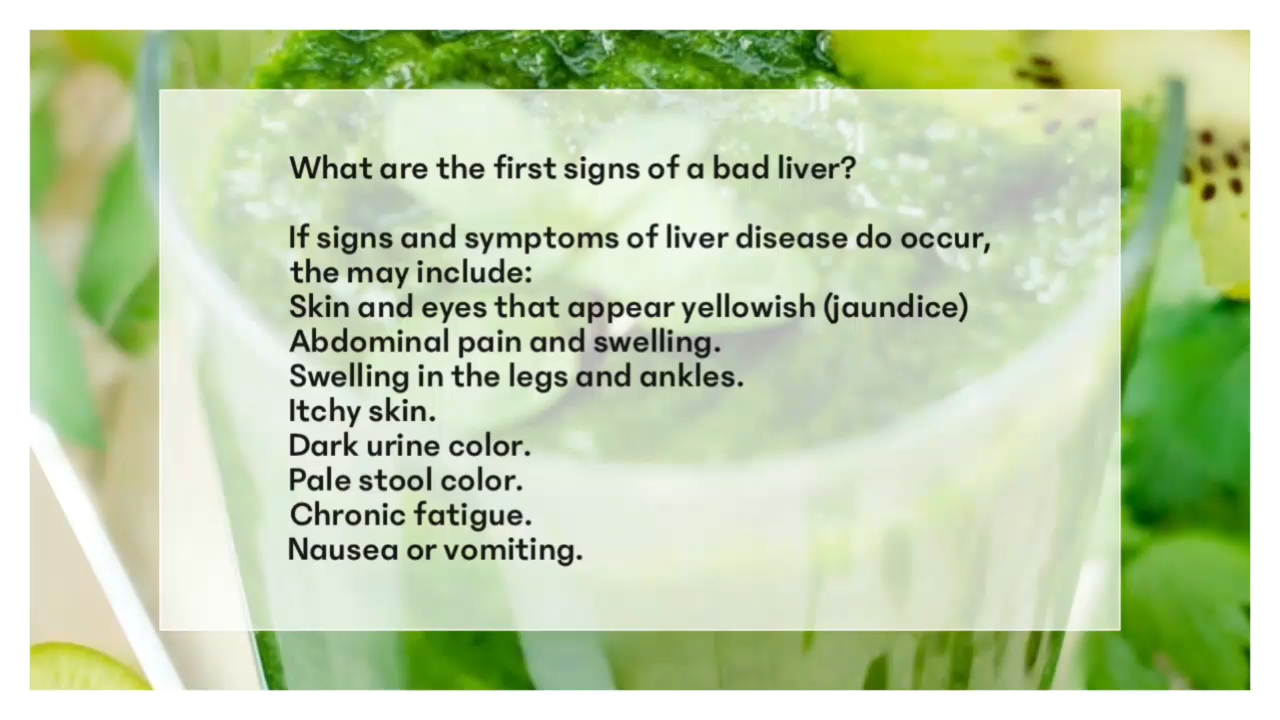 What are the first signs of a bad liver?
If signs and symptoms of liver disease do occur,
the may include:
Skin and eyes that appear yellowish (jaundice)
Abdominal pain and swelling.
Swelling in the legs and ankles.
Itchy skin.
Dark urine color.
Pale stool color.
Chronic fatigue.
Nausea or vomiting.